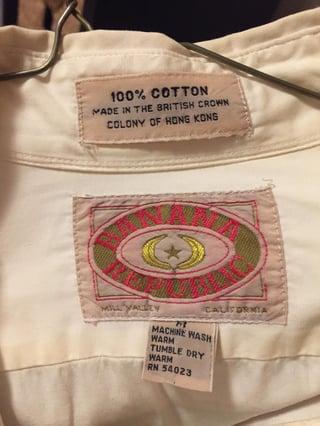 100% COTTON
MADE IN THE BRITISH CROWN
COLONY OF HONG KONG
BANANA
REPUBLIC
MILL VALLEY CALIFORNIA
M
MACHINE WASH
WARM
TUMBLE DRY
WARM
RN 54023